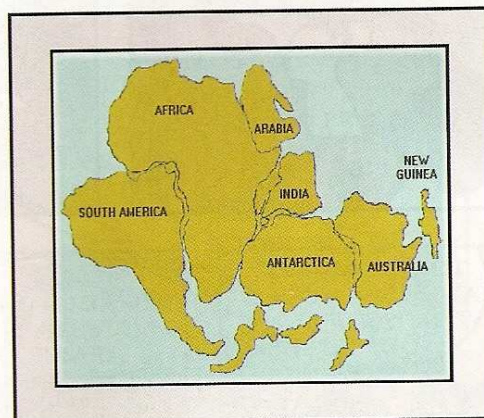 AFRICA
ARABIA
NEW
GUINEA
INDIA
SOUTH AMERICA
ANTARCTICA
AUSTRALIA